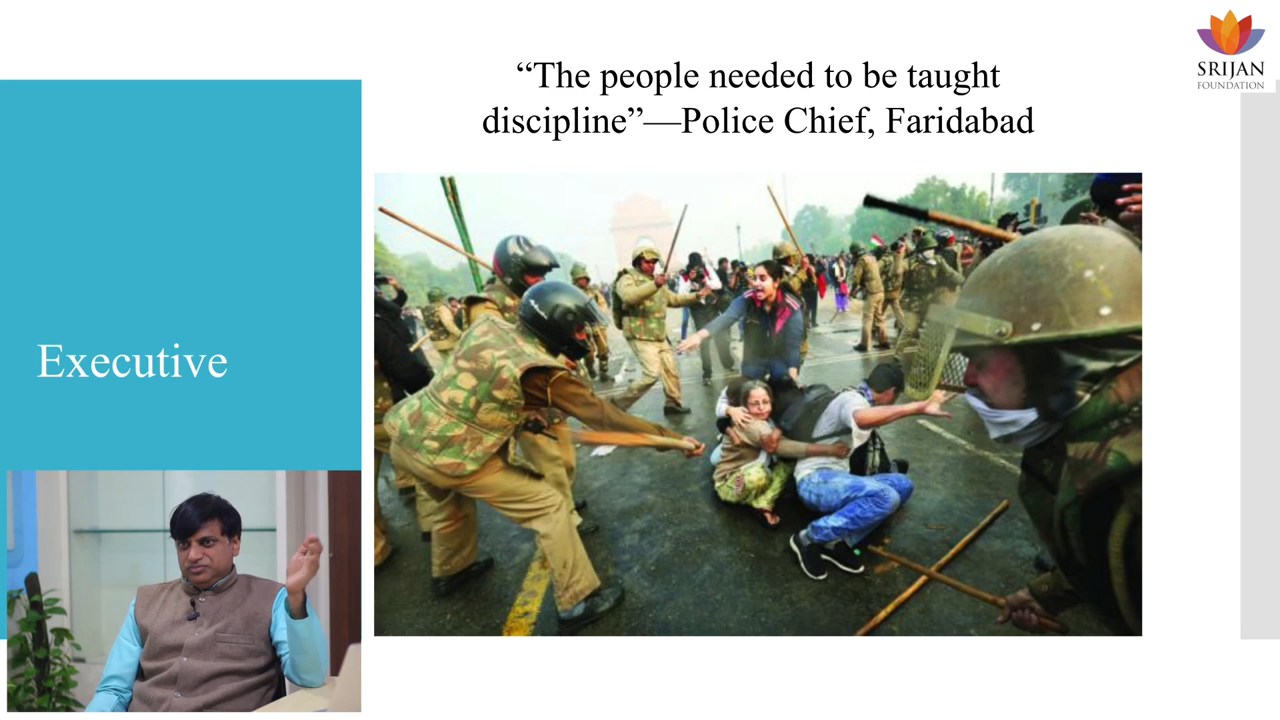 “The people needed to be taught
discipline”—Police Chief, Faridabad
SRIJAN
FOUNDATION
Executive